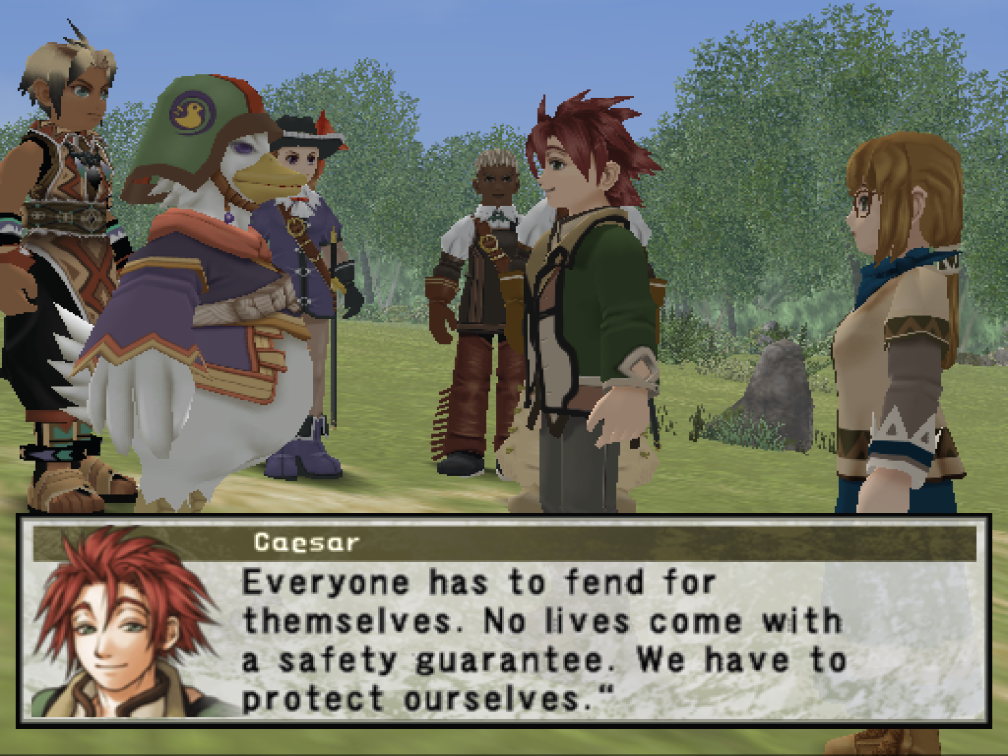 Caesar
Everyone has to fend for
themselves. No lives come with
a safety guarantee. We have to
protect ourselves.“